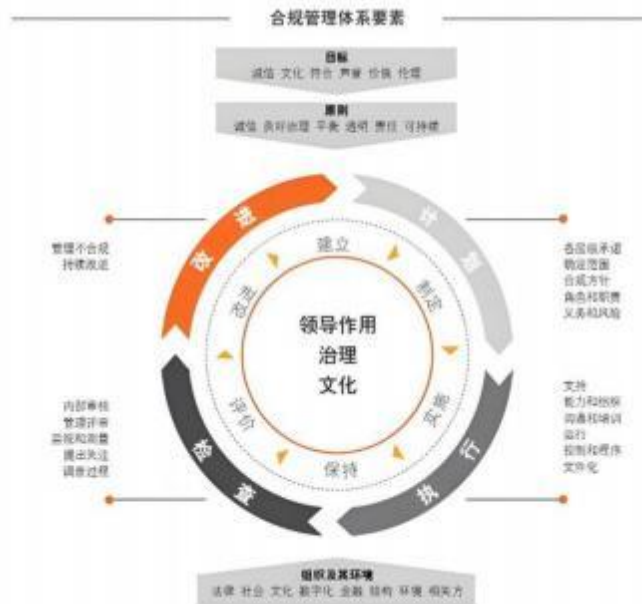 合规管理体系要素
目标
诚信 文化 符合 声誉 价值 伦理
原则
诚信 良好治理 平衡 透明 责任 可持续
改进
计划
管理不合规
持续改进
各层级承诺
确定范围
合规方针
角色和职责
义务和风险
建立
制定
实施
保持
评价
改进
领导作用
治理
文化
内部审核
管理评审
监视和测量
提出关注
调查过程
支持
能力和
沟通和培训
运行
控制和程序
文件化
检查
执行
组织及其环境
法律 社会 文化 数字化 金融 结构 环境 相关方